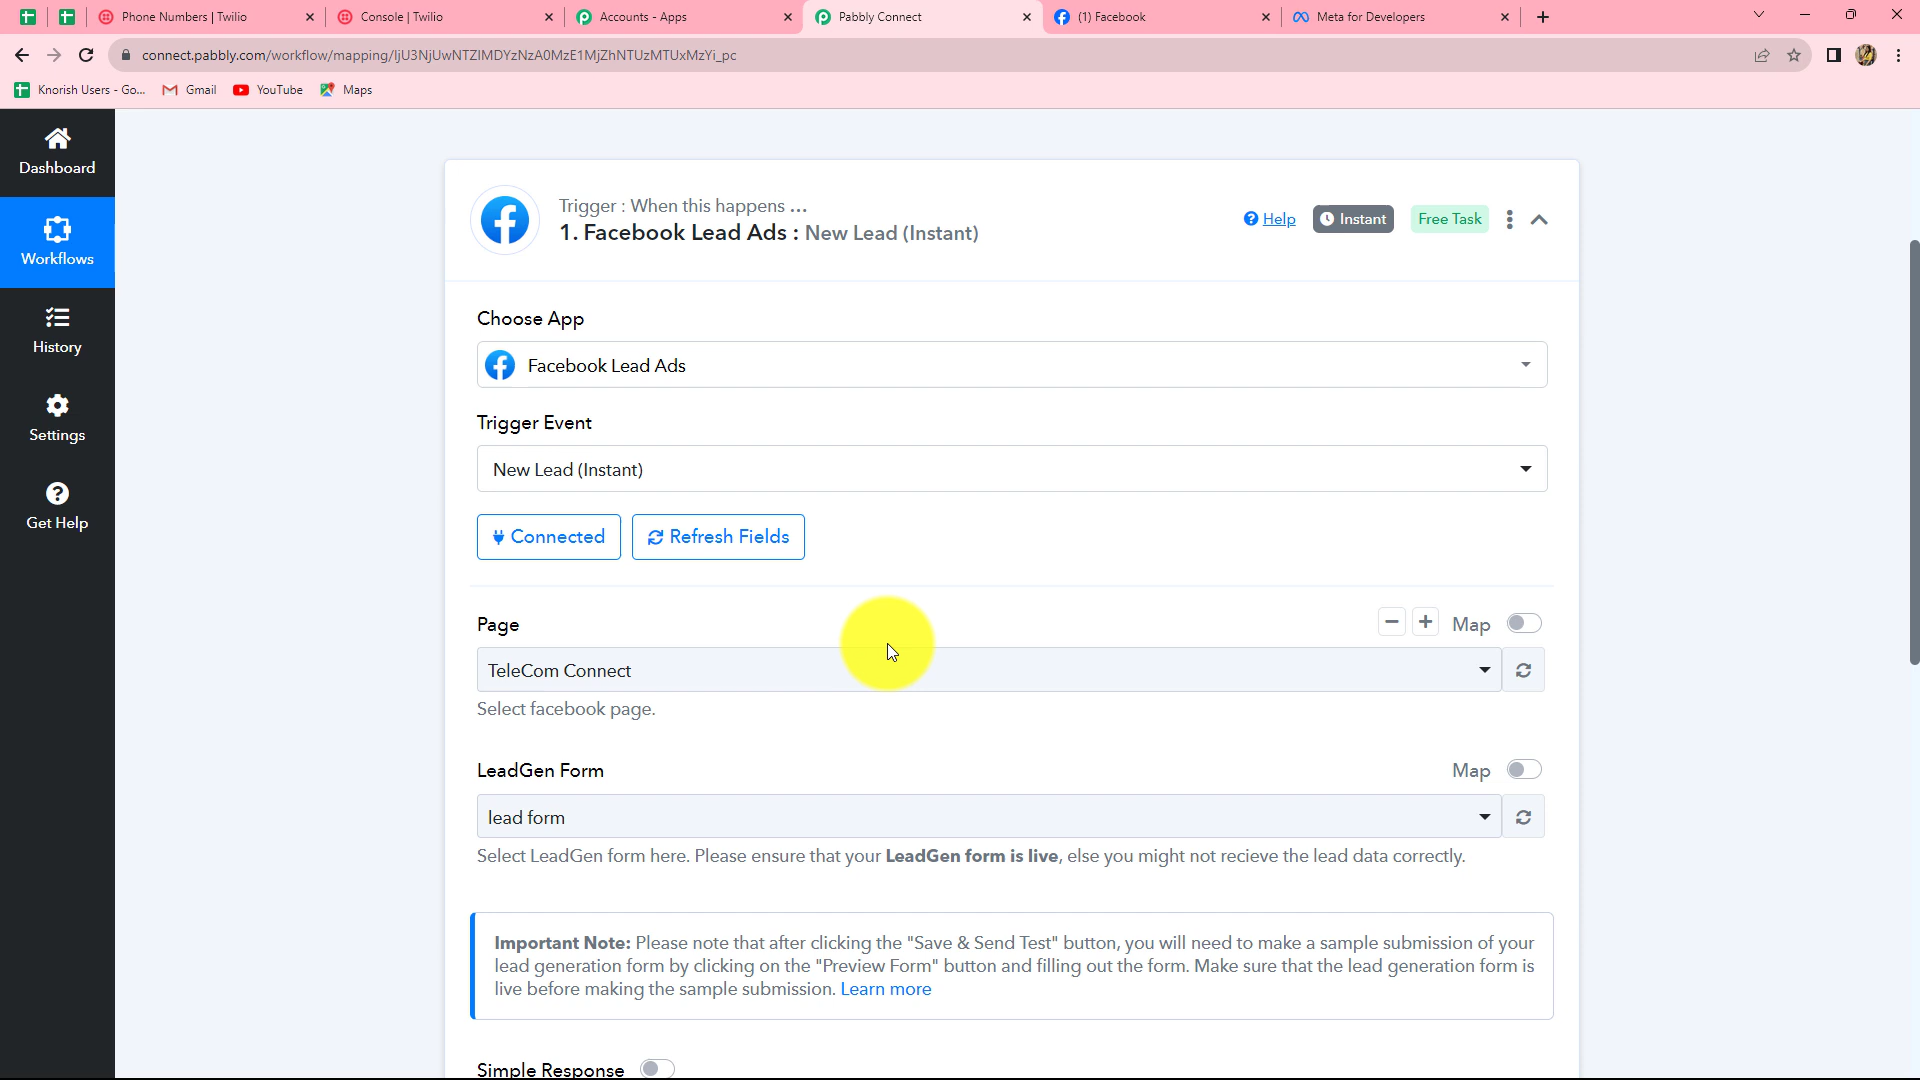 Phone Numbers | Twilio
Console | Twilio
Accounts - Apps
Pabbly Connect
(1) Facebook
Meta for Developers
connect.pabbly.com/workflow/mapping/IjU3NjUwNTZlMDYzNzA0MzE1MjZhNTUzMTUxMzYi_pc
Knorish Users - Go...
Gmail
YouTube
Maps
Dashboard
Workflows
History
Settings
Get Help
Trigger : When this happens ...
1. Facebook Lead Ads : New Lead (Instant)
Help
Instant
Free Task
Choose App
Facebook Lead Ads
Trigger Event
New Lead (Instant)
Connected
Refresh Fields
Page
Map
TeleCom Connect
Select facebook page.
LeadGen Form
Map
lead form
Select LeadGen form here. Please ensure that your LeadGen form is live, else you might not recieve the lead data correctly.
Important Note: Please note that after clicking the "Save & Send Test" button, you will need to make a sample submission of your
lead generation form by clicking on the "Preview Form" button and filling out the form. Make sure that the lead generation form is
live before making the sample submission. Learn more
Simple Response